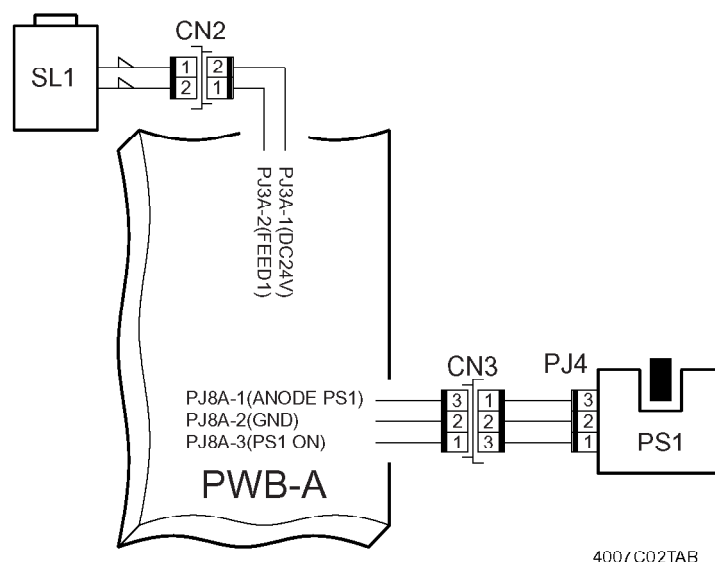 CN2
SL1
1 2
2 1
PJ3A-1(DC24V)
PJ3A-2(FEED1)
CN3
PJ4
PJ8A-1(ANODE PS1)
3 1 3
PJ8A-2(GND)
2 2 2
PJ8A-3(PS1 ON)
1 3 1
PS1
PWB-A
4007C02TAB